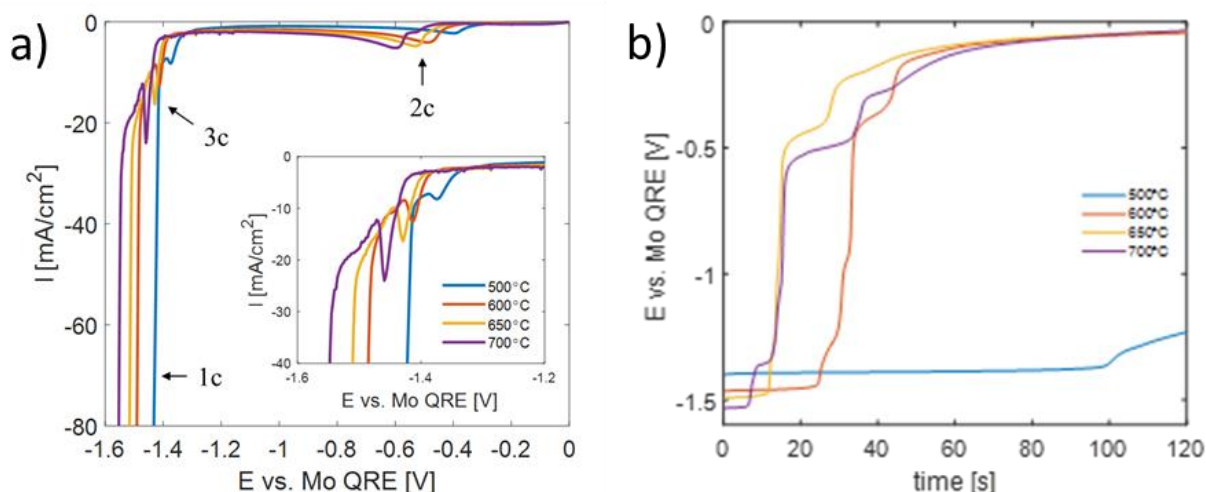 a)
I [mA/cm²]
0
-20
-40
-60
-80
-1.6 -1.4 -1.2 -1 -0.8 -0.6 -0.4 -0.2 0
E vs. Mo QRE [V]
2c
3c
1c
I [mA/cm²]
0
-10
-20
-30
-40
-1.6 -1.4 -1.2
E vs. Mo QRE [V]
500°C
600°C
650°C
700°C
b)
E vs. Mo QRE [V]
0
-0.5
-1
-1.5
0 20 40 60 80 100 120
time [s]
500°C
600°C
650°C
700°C